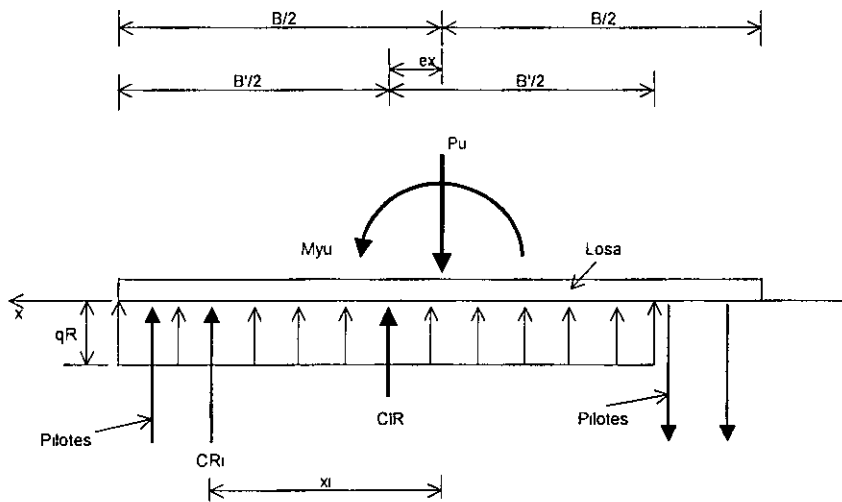 B/2 B/2
ex
B'/2 B'/2
Pu
Myu Losa
x
qR
Pilotes CIR Pilotes
CRi
xi